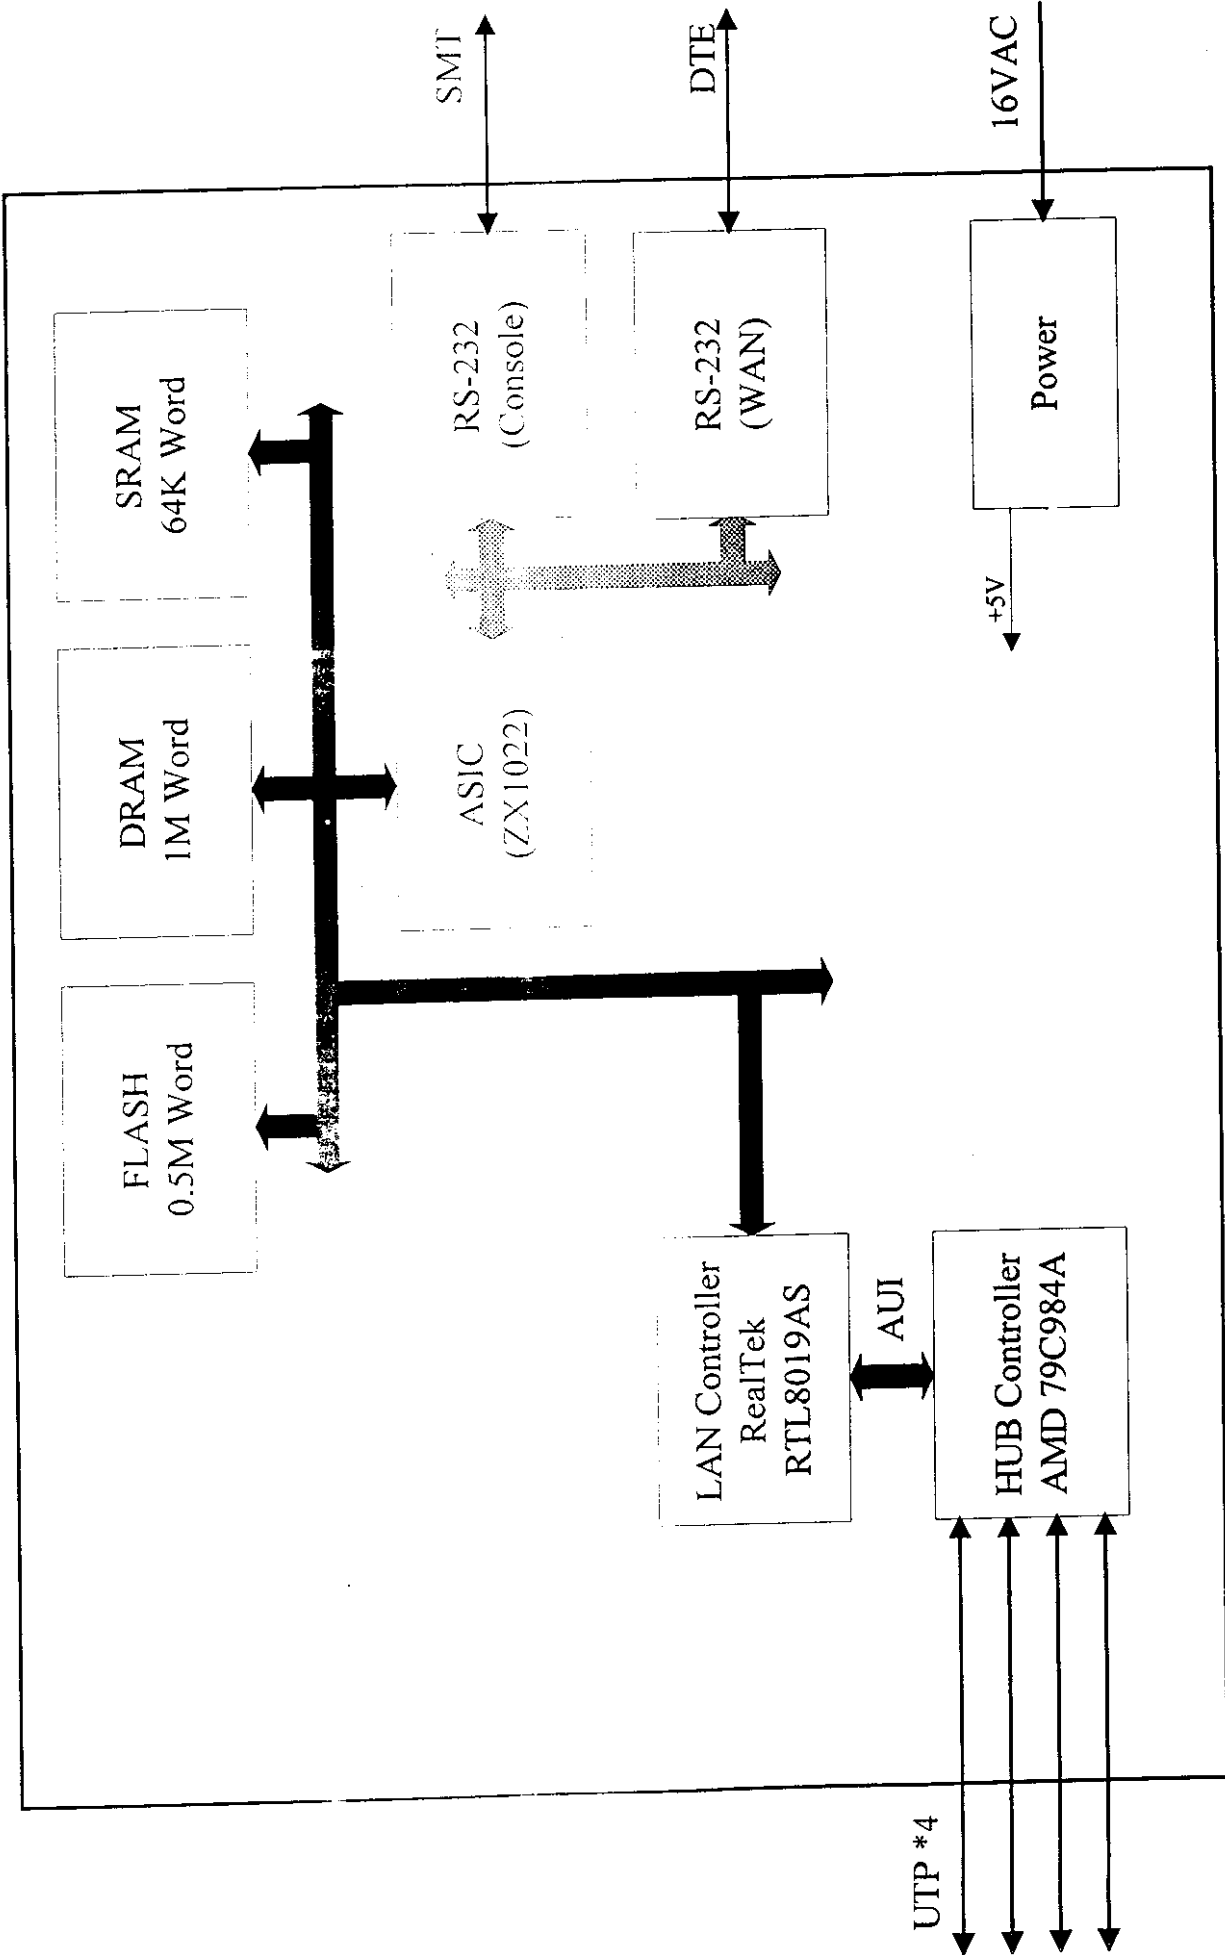 FLASH
0.5M Word
DRAM
1M Word
SRAM
64K Word
ASIC
(ZX1022)
RS-232
(Console)
SMT
LAN Controller
RealTek
RTL8019AS
RS-232
(WAN)
DTE
AUI
UTP *4
HUB Controller
AMD 79C984A
+5V
Power
16VAC